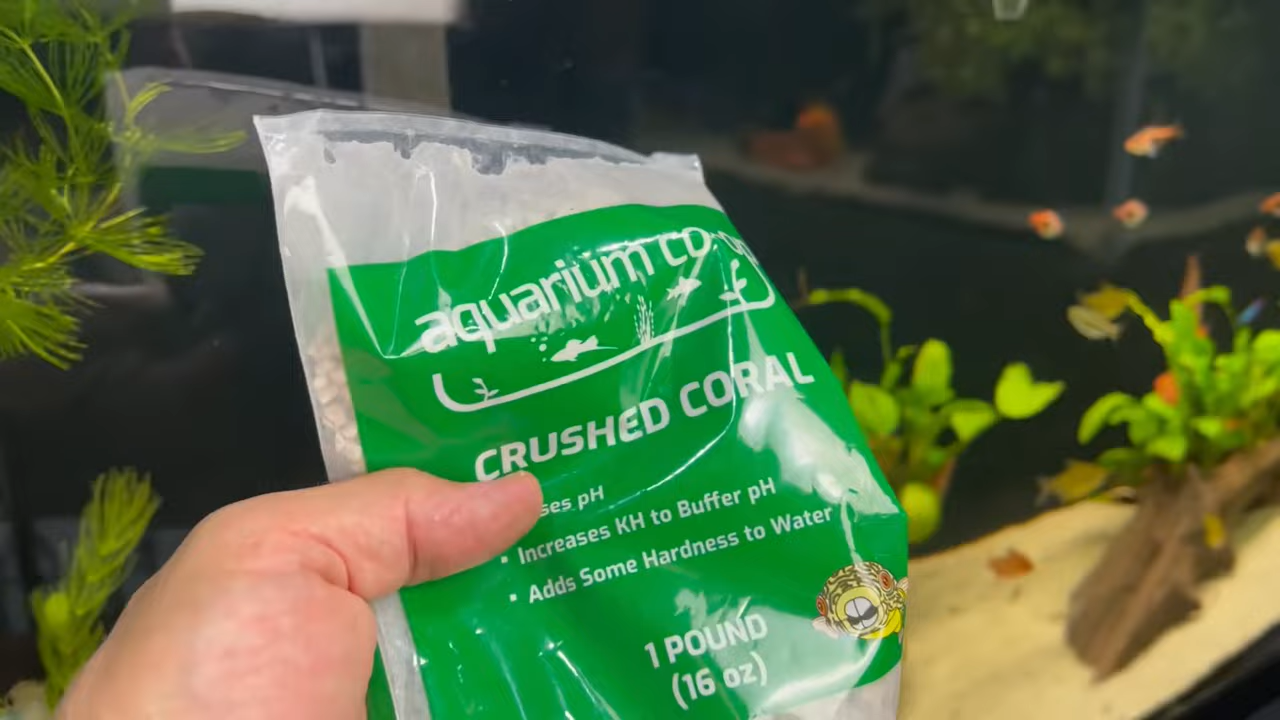 aquarium co-op
CRUSHED CORAL
ses pH
• Increases KH to Buffer pH
• Adds Some Hardness to Water
1 POUND
(16 oz)